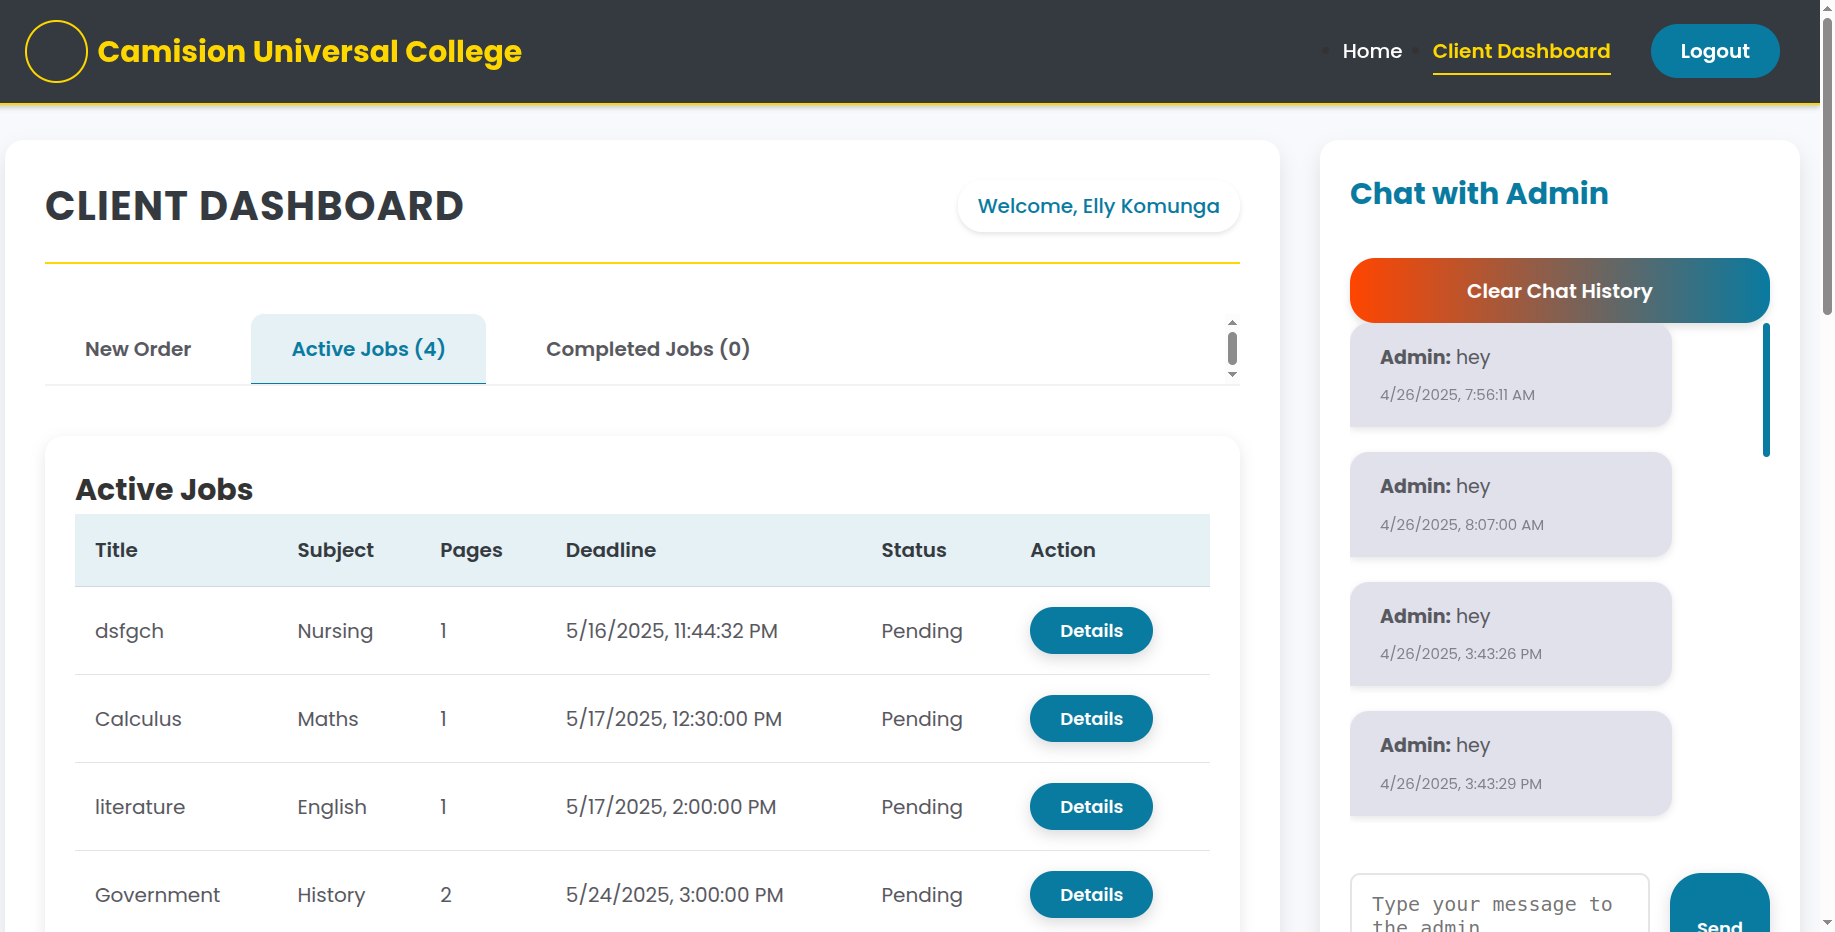 Camision Universal College
Home
Client Dashboard
Logout
CLIENT DASHBOARD
Welcome, Elly Komunga
New Order
Active Jobs (4)
Completed Jobs (0)
Active Jobs
Title Subject Pages Deadline Status Action
dsfgch Nursing 1 5/16/2025, 11:44:32 PM Pending Details
Calculus Maths 1 5/17/2025, 12:30:00 PM Pending Details
literature English 1 5/17/2025, 2:00:00 PM Pending Details
Government History 2 5/24/2025, 3:00:00 PM Pending Details
Chat with Admin
Clear Chat History
Admin: hey
4/26/2025, 7:56:11 AM
Admin: hey
4/26/2025, 8:07:00 AM
Admin: hey
4/26/2025, 3:43:26 PM
Admin: hey
4/26/2025, 3:43:29 PM
Type your message to
the admin
Send